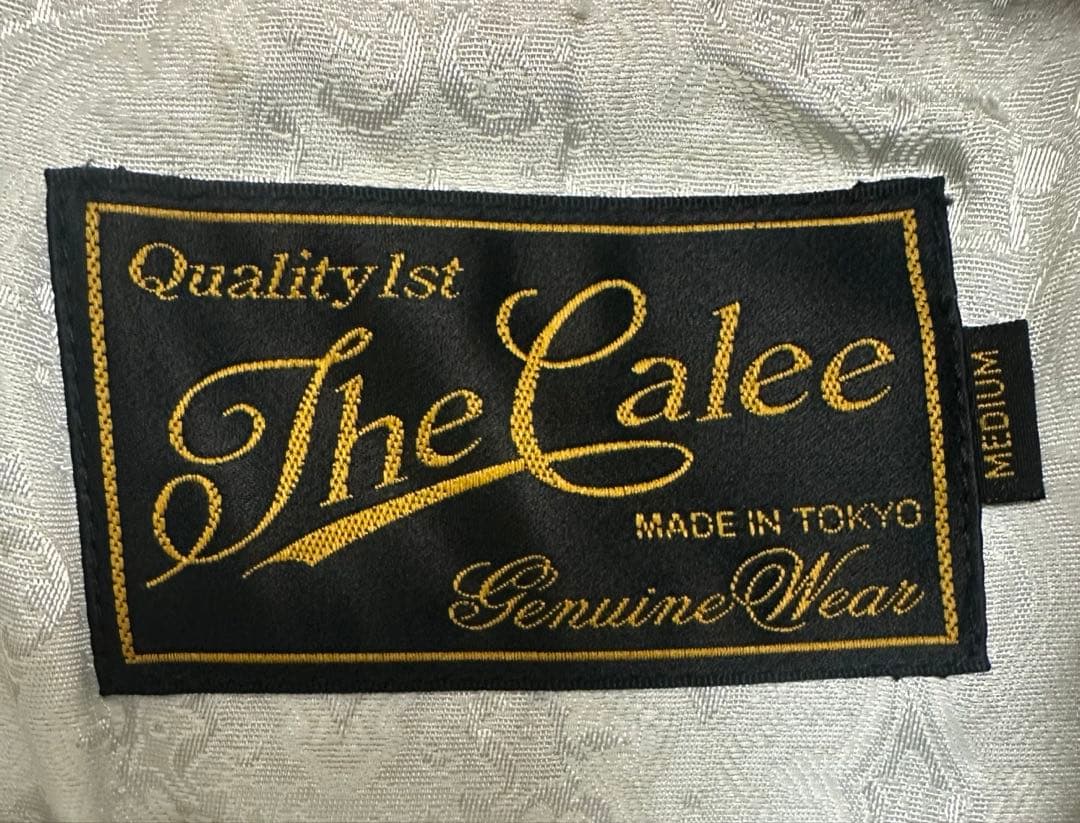 Quality 1st
The Calee
MADE IN TOKYO
Genuine Wear
MEDIUM